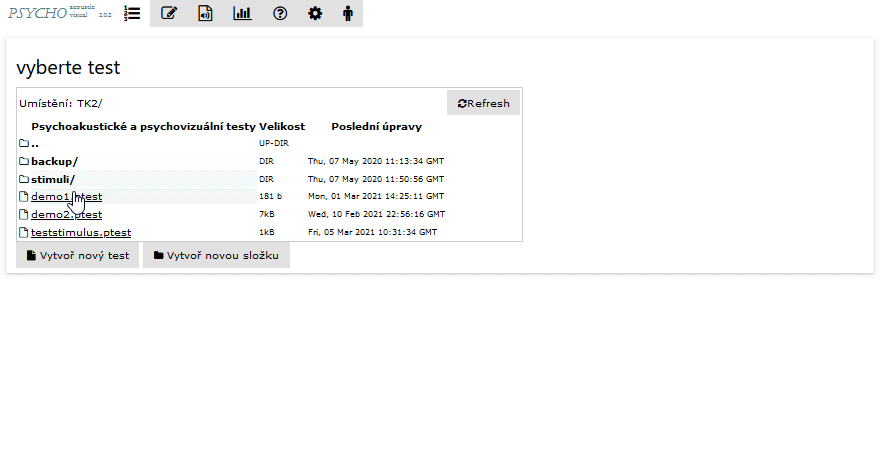 PSYCHO acoustic visual 2.0.2
vyberte test
Umístění: TK2/ Refresh
Psychoakustické a psychovizuální testy Velikost Poslední úpravy
.. UP-DIR
backup/ DIR Thu, 07 May 2020 11:13:34 GMT
stimuli/ DIR Thu, 07 May 2020 11:50:56 GMT
demo1.ptest 181 b Mon, 01 Mar 2021 14:25:11 GMT
demo2.ptest 7kB Wed, 10 Feb 2021 22:56:16 GMT
teststimulus.ptest 1kB Fri, 05 Mar 2021 10:31:34 GMT
Vytvoř nový test Vytvoř novou složku